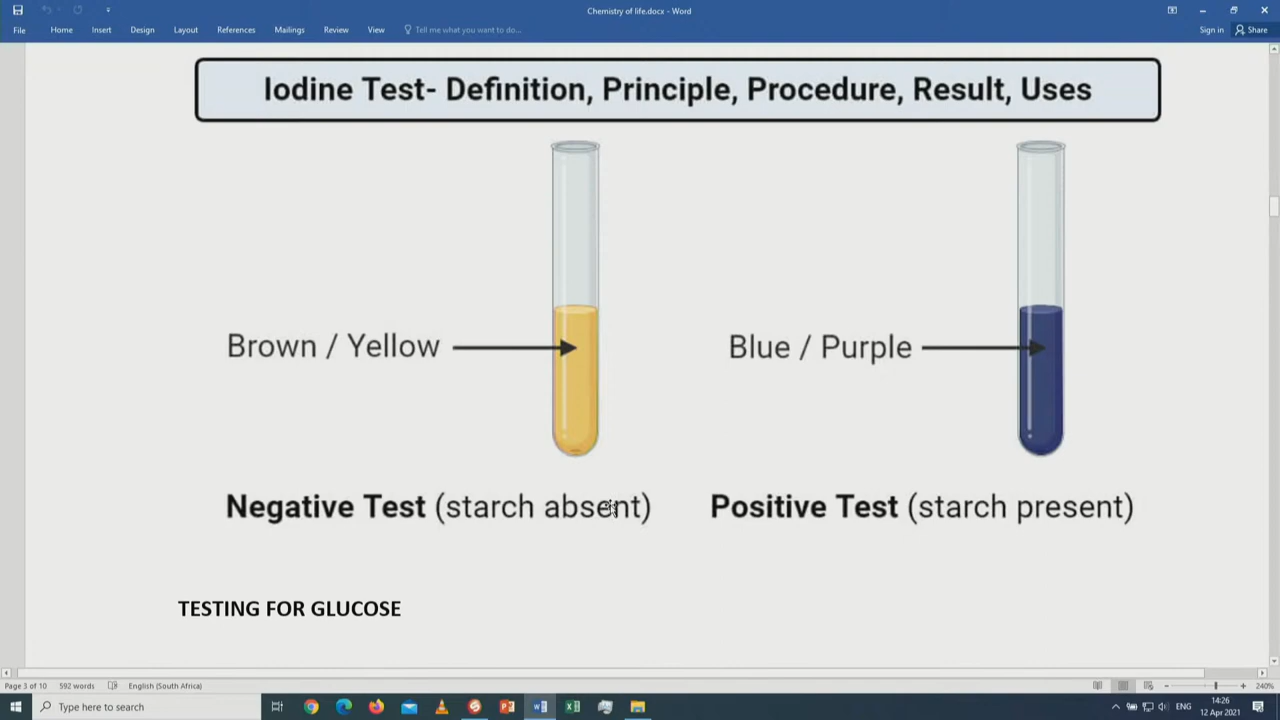 Chemistry of life.docx - Word
File Home Insert Design Layout References Mailings Review View Tell me what you want to do... Sign in Share
Iodine Test- Definition, Principle, Procedure, Result, Uses
Brown / Yellow
Blue / Purple
Negative Test (starch absent)
Positive Test (starch present)
TESTING FOR GLUCOSE
Page 3 of 10 592 words English (South Africa) 240%
Type here to search
ENG
14:26
12 Apr 2021